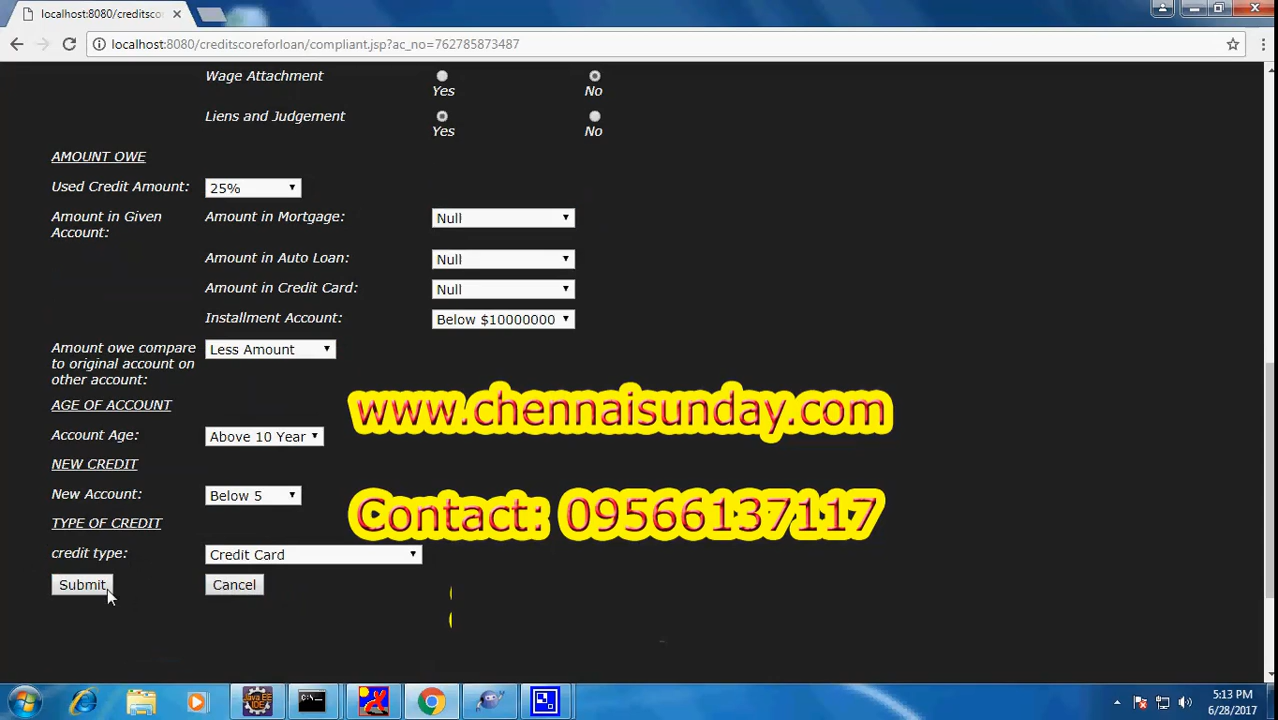 localhost:8080/creditsco
localhost:8080/creditscoreforloan/compliant.jsp?ac_no=762785873487
Wage Attachment
Yes
No
Liens and Judgement
Yes
No
AMOUNT OWE
Used Credit Amount:
25%
Amount in Given
Account:
Amount in Mortgage:
Null
Amount in Auto Loan:
Null
Amount in Credit Card:
Null
Installment Account:
Below $10000000
Amount owe compare
to original account on
other account:
Less Amount
AGE OF ACCOUNT
www.chennaisunday.com
Account Age:
Above 10 Year
NEW CREDIT
New Account:
Below 5
Contact: 09566137117
TYPE OF CREDIT
credit type:
Credit Card
Submit
Cancel
Java EE
IDE
5:13 PM
6/28/2017